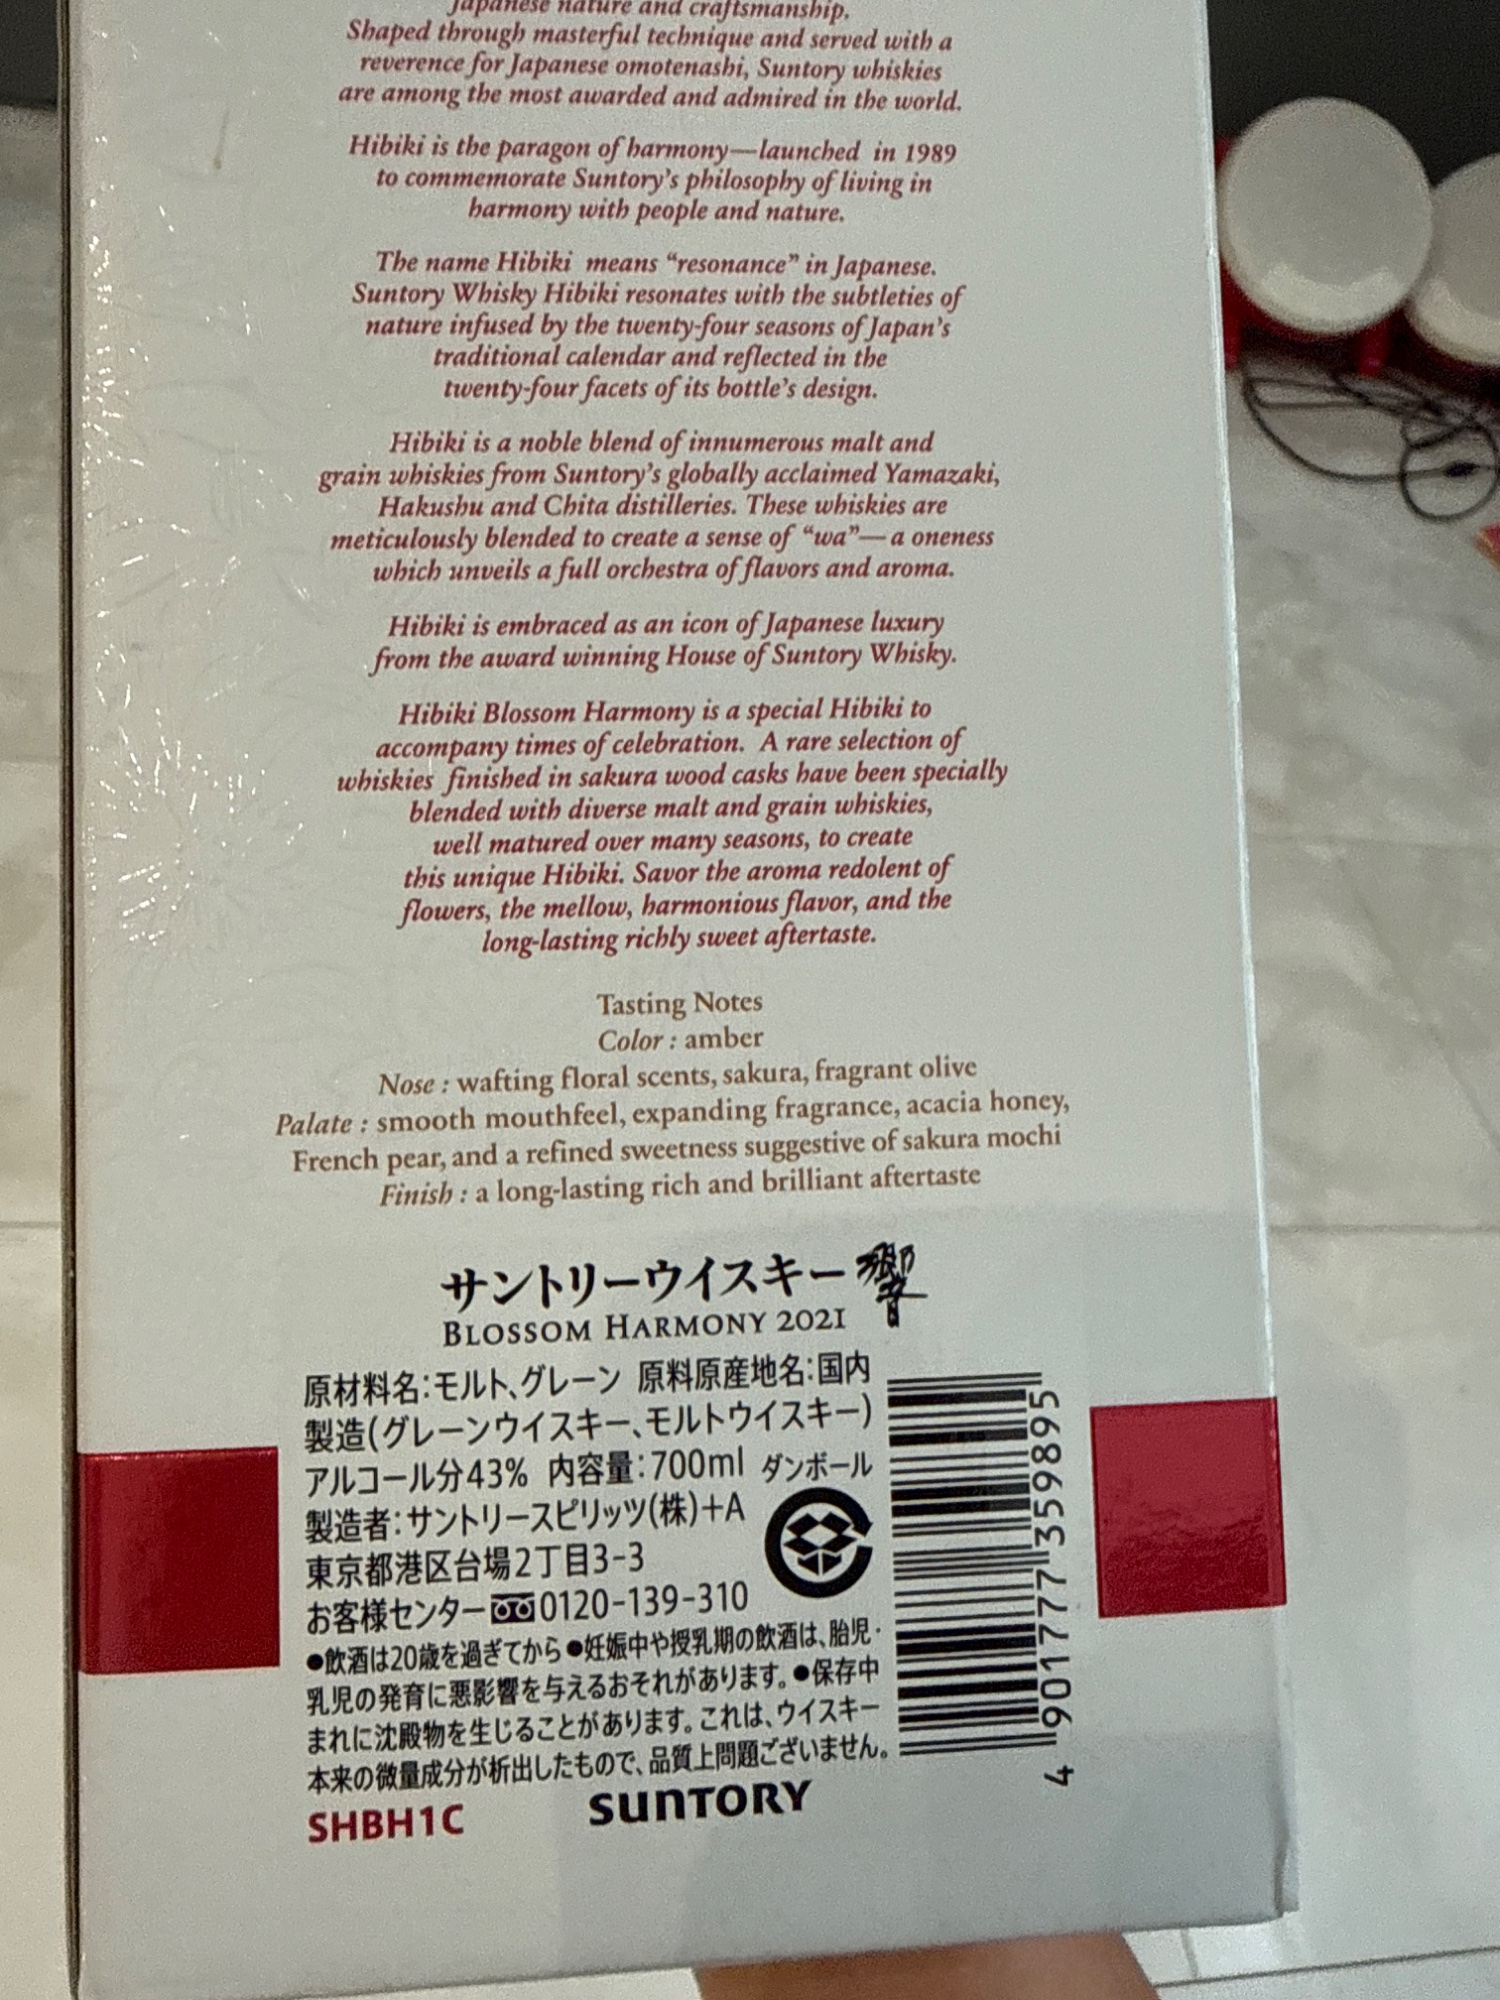 Japanese nature and craftsmanship.
Shaped through masterful technique and served with a
reverence for Japanese omotenashi, Suntory whiskies
are among the most awarded and admired in the world.
Hibiki is the paragon of harmony—launched in 1989
to commemorate Suntory's philosophy of living in
harmony with people and nature.
The name Hibiki means “resonance” in Japanese.
Suntory Whisky Hibiki resonates with the subtleties of
nature infused by the twenty-four seasons of Japan's
traditional calendar and reflected in the
twenty-four facets of its bottle's design.
Hibiki is a noble blend of innumerous malt and
grain whiskies from Suntory's globally acclaimed Yamazaki,
Hakushu and Chita distilleries. These whiskies are
meticulously blended to create a sense of “wa”—a oneness
which unveils a full orchestra of flavors and aroma.
Hibiki is embraced as an icon of Japanese luxury
from the award winning House of Suntory Whisky.
Hibiki Blossom Harmony is a special Hibiki to
accompany times of celebration. A rare selection of
whiskies finished in sakura wood casks have been specially
blended with diverse malt and grain whiskies,
well matured over many seasons, to create
this unique Hibiki. Savor the aroma redolent of
flowers, the mellow, harmonious flavor, and the
long-lasting richly sweet aftertaste.
Tasting Notes
Color : amber
Nose : wafting floral scents, sakura, fragrant olive
Palate : smooth mouthfeel, expanding fragrance, acacia honey,
French pear, and a refined sweetness suggestive of sakura mochi
Finish : a long-lasting rich and brilliant aftertaste
サントリーウイスキー 響
BLOSSOM HARMONY 2021
原材料名:モルト、グレーン 原料原産地名:国内
製造(グレーンウイスキー、モルトウイスキー)
アルコール分43% 内容量:700ml ダンボール
製造者:サントリースピリッツ(株)+A
東京都港区台場2丁目3-3
お客様センター 0120-139-310
●飲酒は20歳を過ぎてから●妊娠中や授乳期の飲酒は、胎児・
乳児の発育に悪影響を与えるおそれがあります。●保存中
まれに沈殿物を生じることがあります。これは、ウイスキー
本来の微量成分が析出したもので、品質上問題ございません。
SHBH1C SUNTORY
4 901777 359895